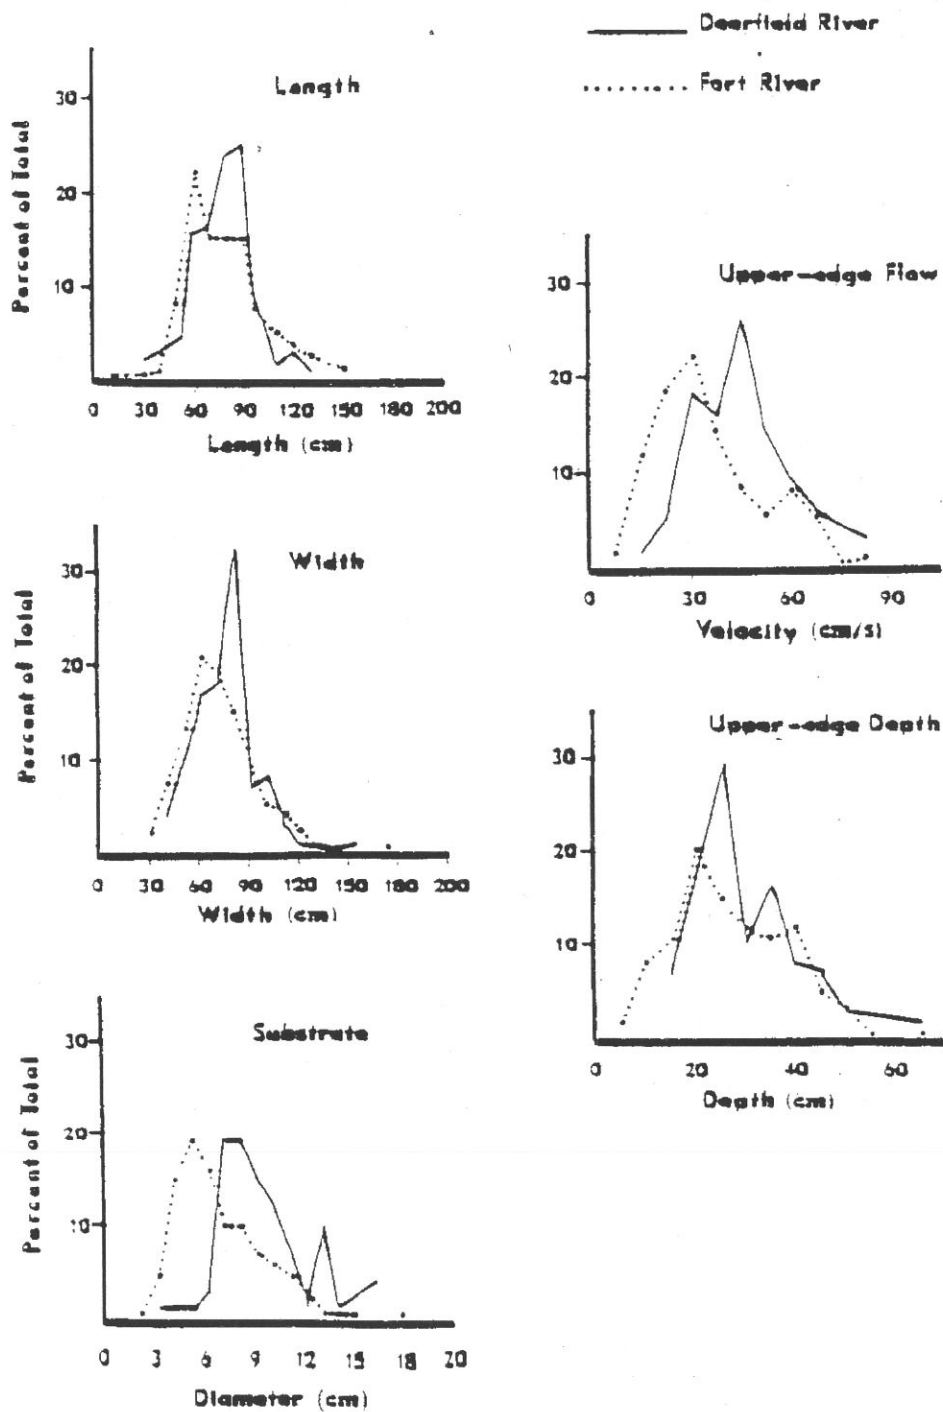 Deerfield River
Fort River
Length
Percent of Total
30
20
10
0 30 60 90 120 150 180 200
Length (cm)
Upper-edge Flow
30
20
10
0 30 60 90
Velocity (cm/s)
Width
Percent of Total
30
20
10
0 30 60 90 120 150 180 200
Width (cm)
Upper-edge Depth
30
20
10
0 20 40 60
Depth (cm)
Substrate
Percent of Total
30
20
10
0 3 6 9 12 15 18 20
Diameter (cm)